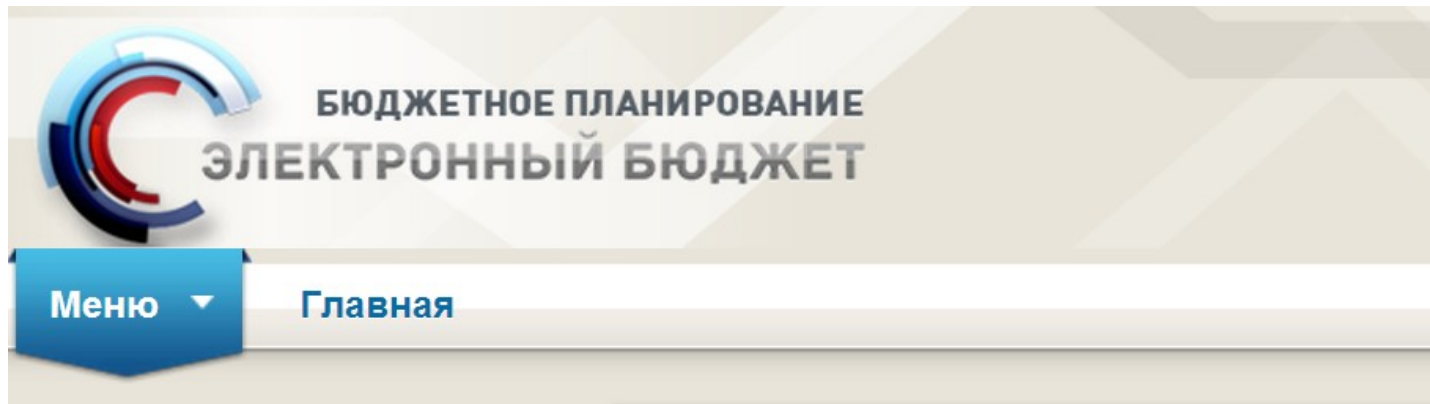 БЮДЖЕТНОЕ ПЛАНИРОВАНИЕ
ЭЛЕКТРОННЫЙ БЮДЖЕТ
Меню Главная